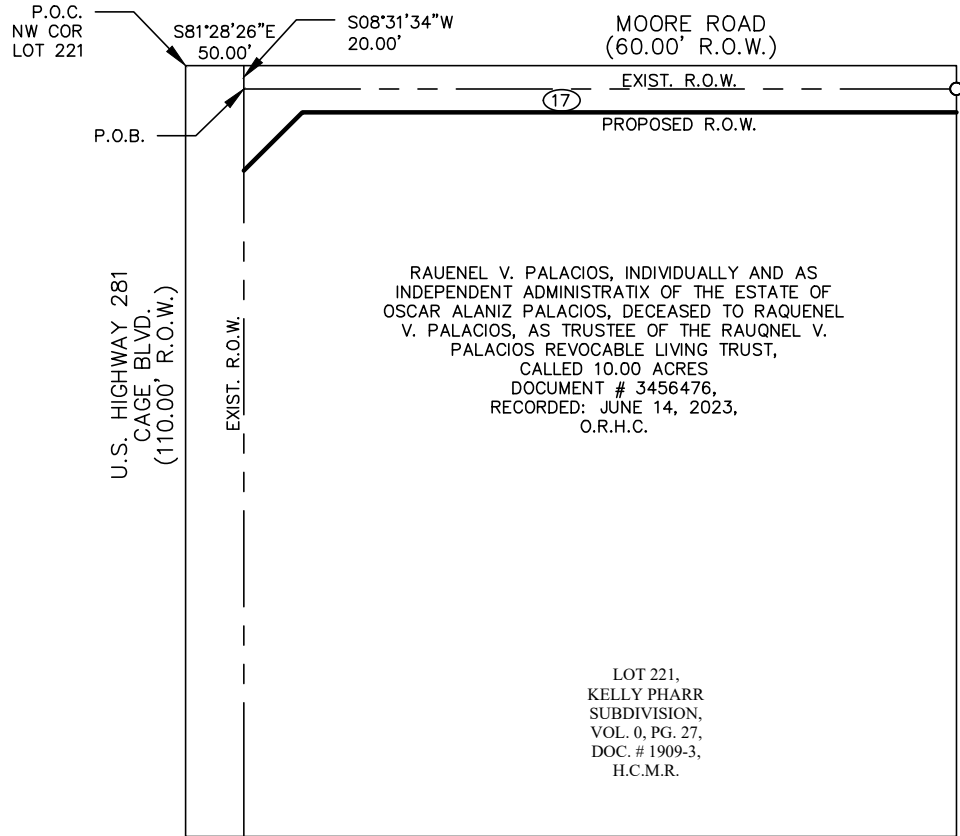 P.O.C.
NW COR
LOT 221
S81°28'26"E
50.00'
S08°31'34"W
20.00'
MOORE ROAD
(60.00' R.O.W.)
EXIST. R.O.W.
17
PROPOSED R.O.W.
P.O.B.
U.S. HIGHWAY 281
CAGE BLVD.
(110.00' R.O.W.)
EXIST. R.O.W.
RAUENEL V. PALACIOS, INDIVIDUALLY AND AS
INDEPENDENT ADMINISTRATIX OF THE ESTATE OF
OSCAR ALANIZ PALACIOS, DECEASED TO RAQUENEL
V. PALACIOS, AS TRUSTEE OF THE RAUQNEL V.
PALACIOS REVOCABLE LIVING TRUST,
CALLED 10.00 ACRES
DOCUMENT # 3456476,
RECORDED: JUNE 14, 2023,
O.R.H.C.
LOT 221,
KELLY PHARR
SUBDIVISION,
VOL. 0, PG. 27,
DOC. # 1909-3,
H.C.M.R.